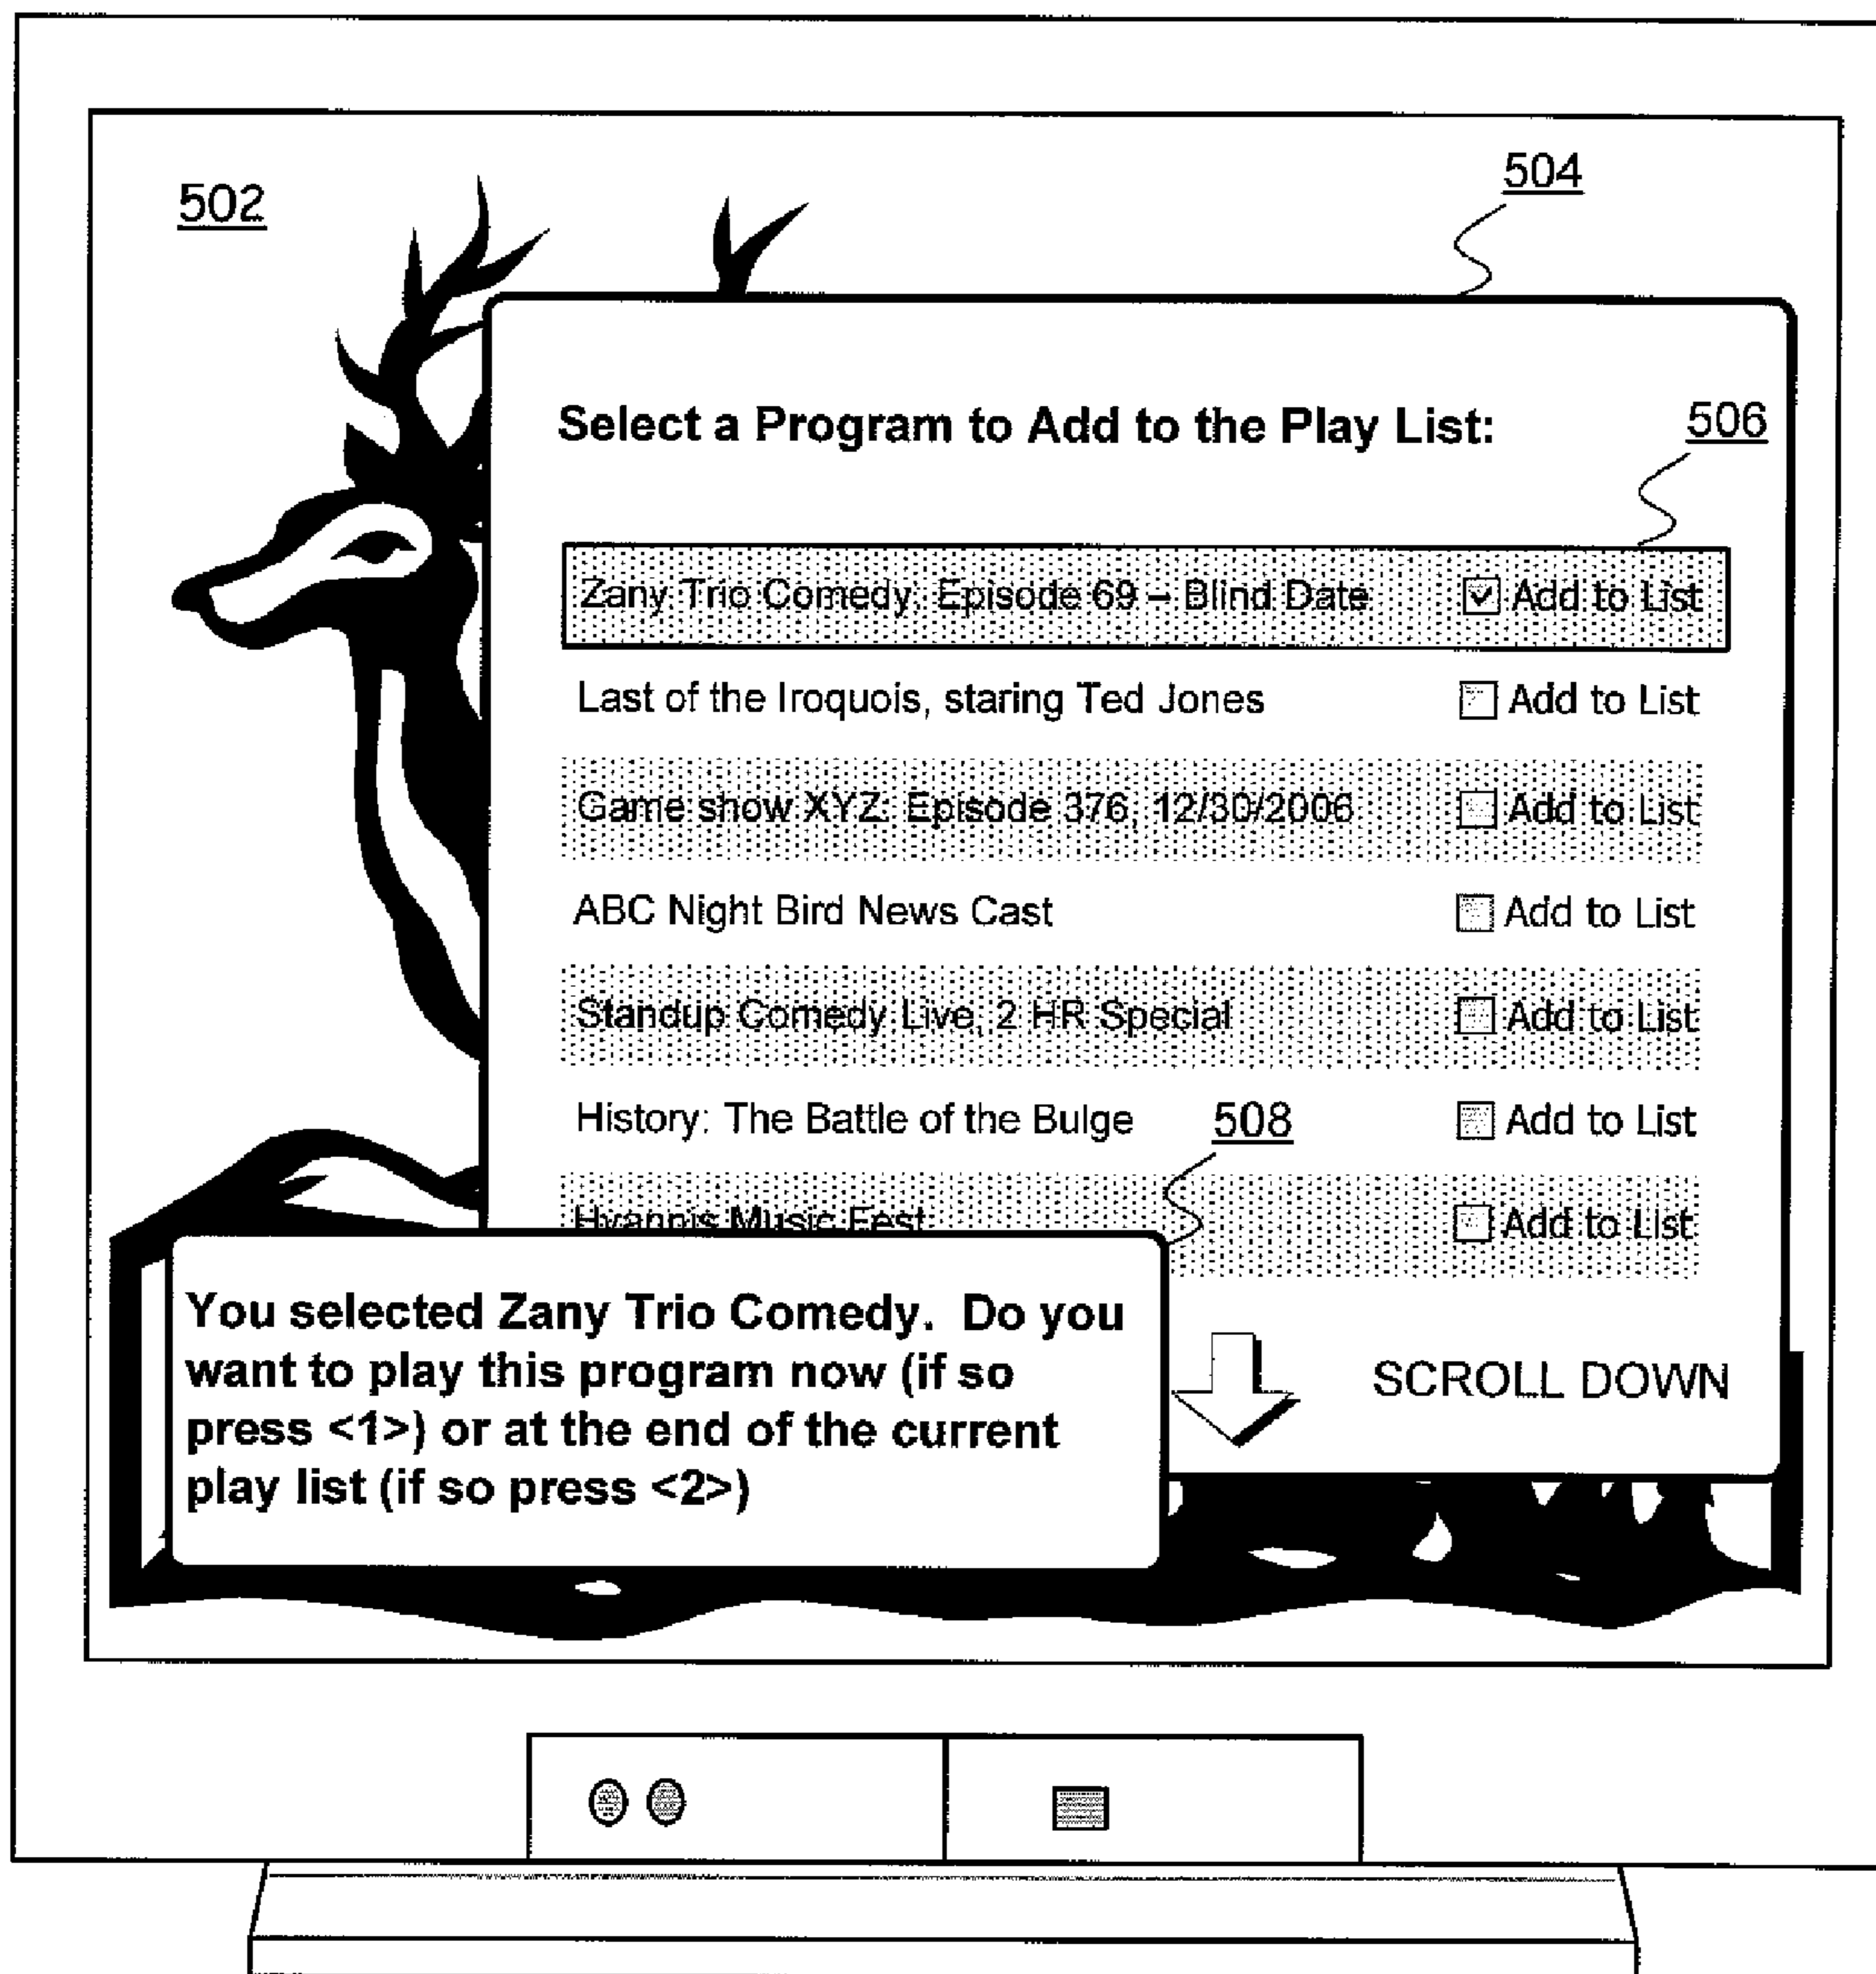 502
504
Select a Program to Add to the Play List:
506
Zany Trio Comedy; Episode 69 – Blind Date Add to List
Last of the Iroquois, staring Ted Jones Add to List
Game show XYZ: Episode 376, 12/30/2006 Add to List
ABC Night Bird News Cast Add to List
Standup Comedy Live, 2 HR Special Add to List
History: The Battle of the Bulge Add to List
508
Hyannis Music Fest Add to List
You selected Zany Trio Comedy. Do you
want to play this program now (if so
press <1>) or at the end of the current
play list (if so press <2>)
SCROLL DOWN